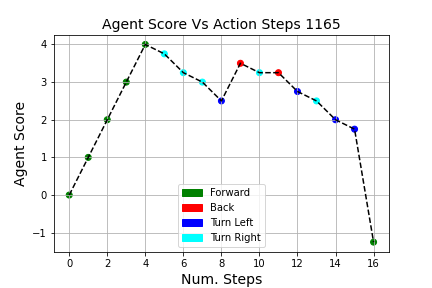 Agent Score Vs Action Steps 1165
Agent Score
4
3
2
1
0
−1
Forward
Back
Turn Left
Turn Right
0 2 4 6 8 10 12 14 16
Num. Steps